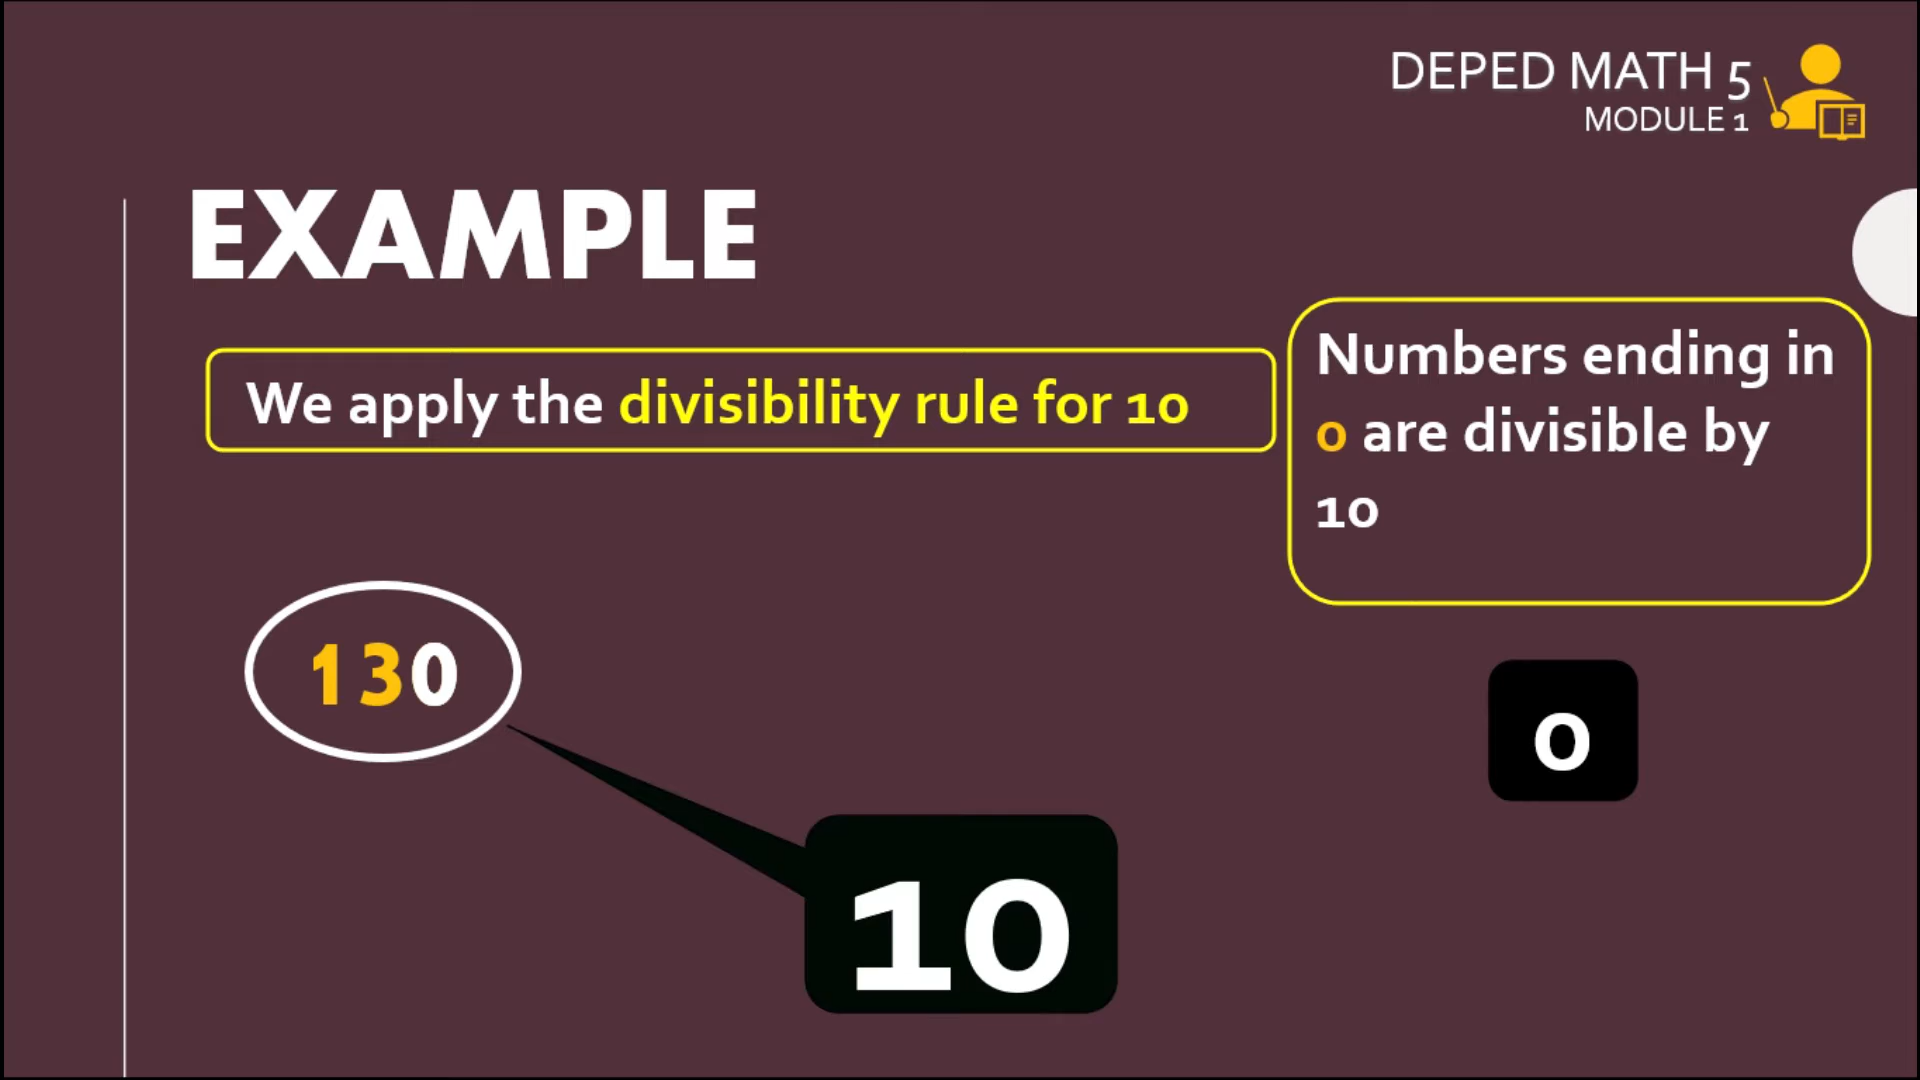 DEPED MATH 5
MODULE 1
EXAMPLE
We apply the divisibility rule for 10
Numbers ending in
0 are divisible by
10
130
0
10